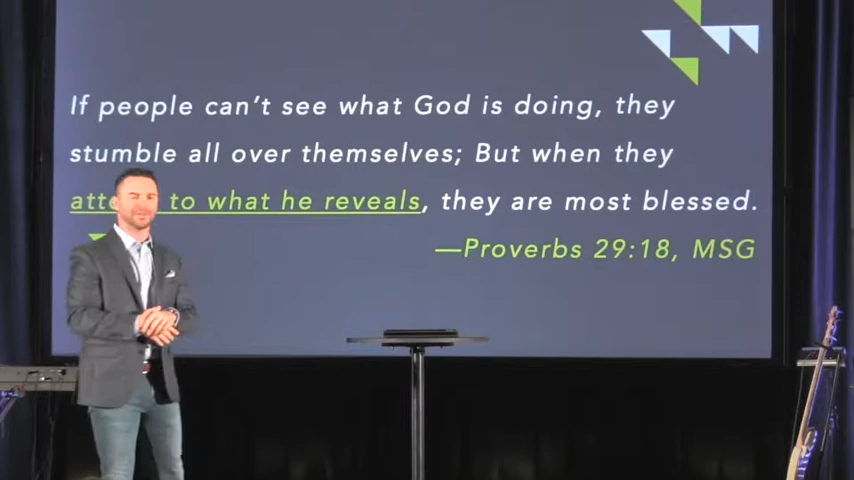 If people can't see what God is doing, they
stumble all over themselves; But when they
to what he reveals, they are most blessed.
—Proverbs 29:18, MSG